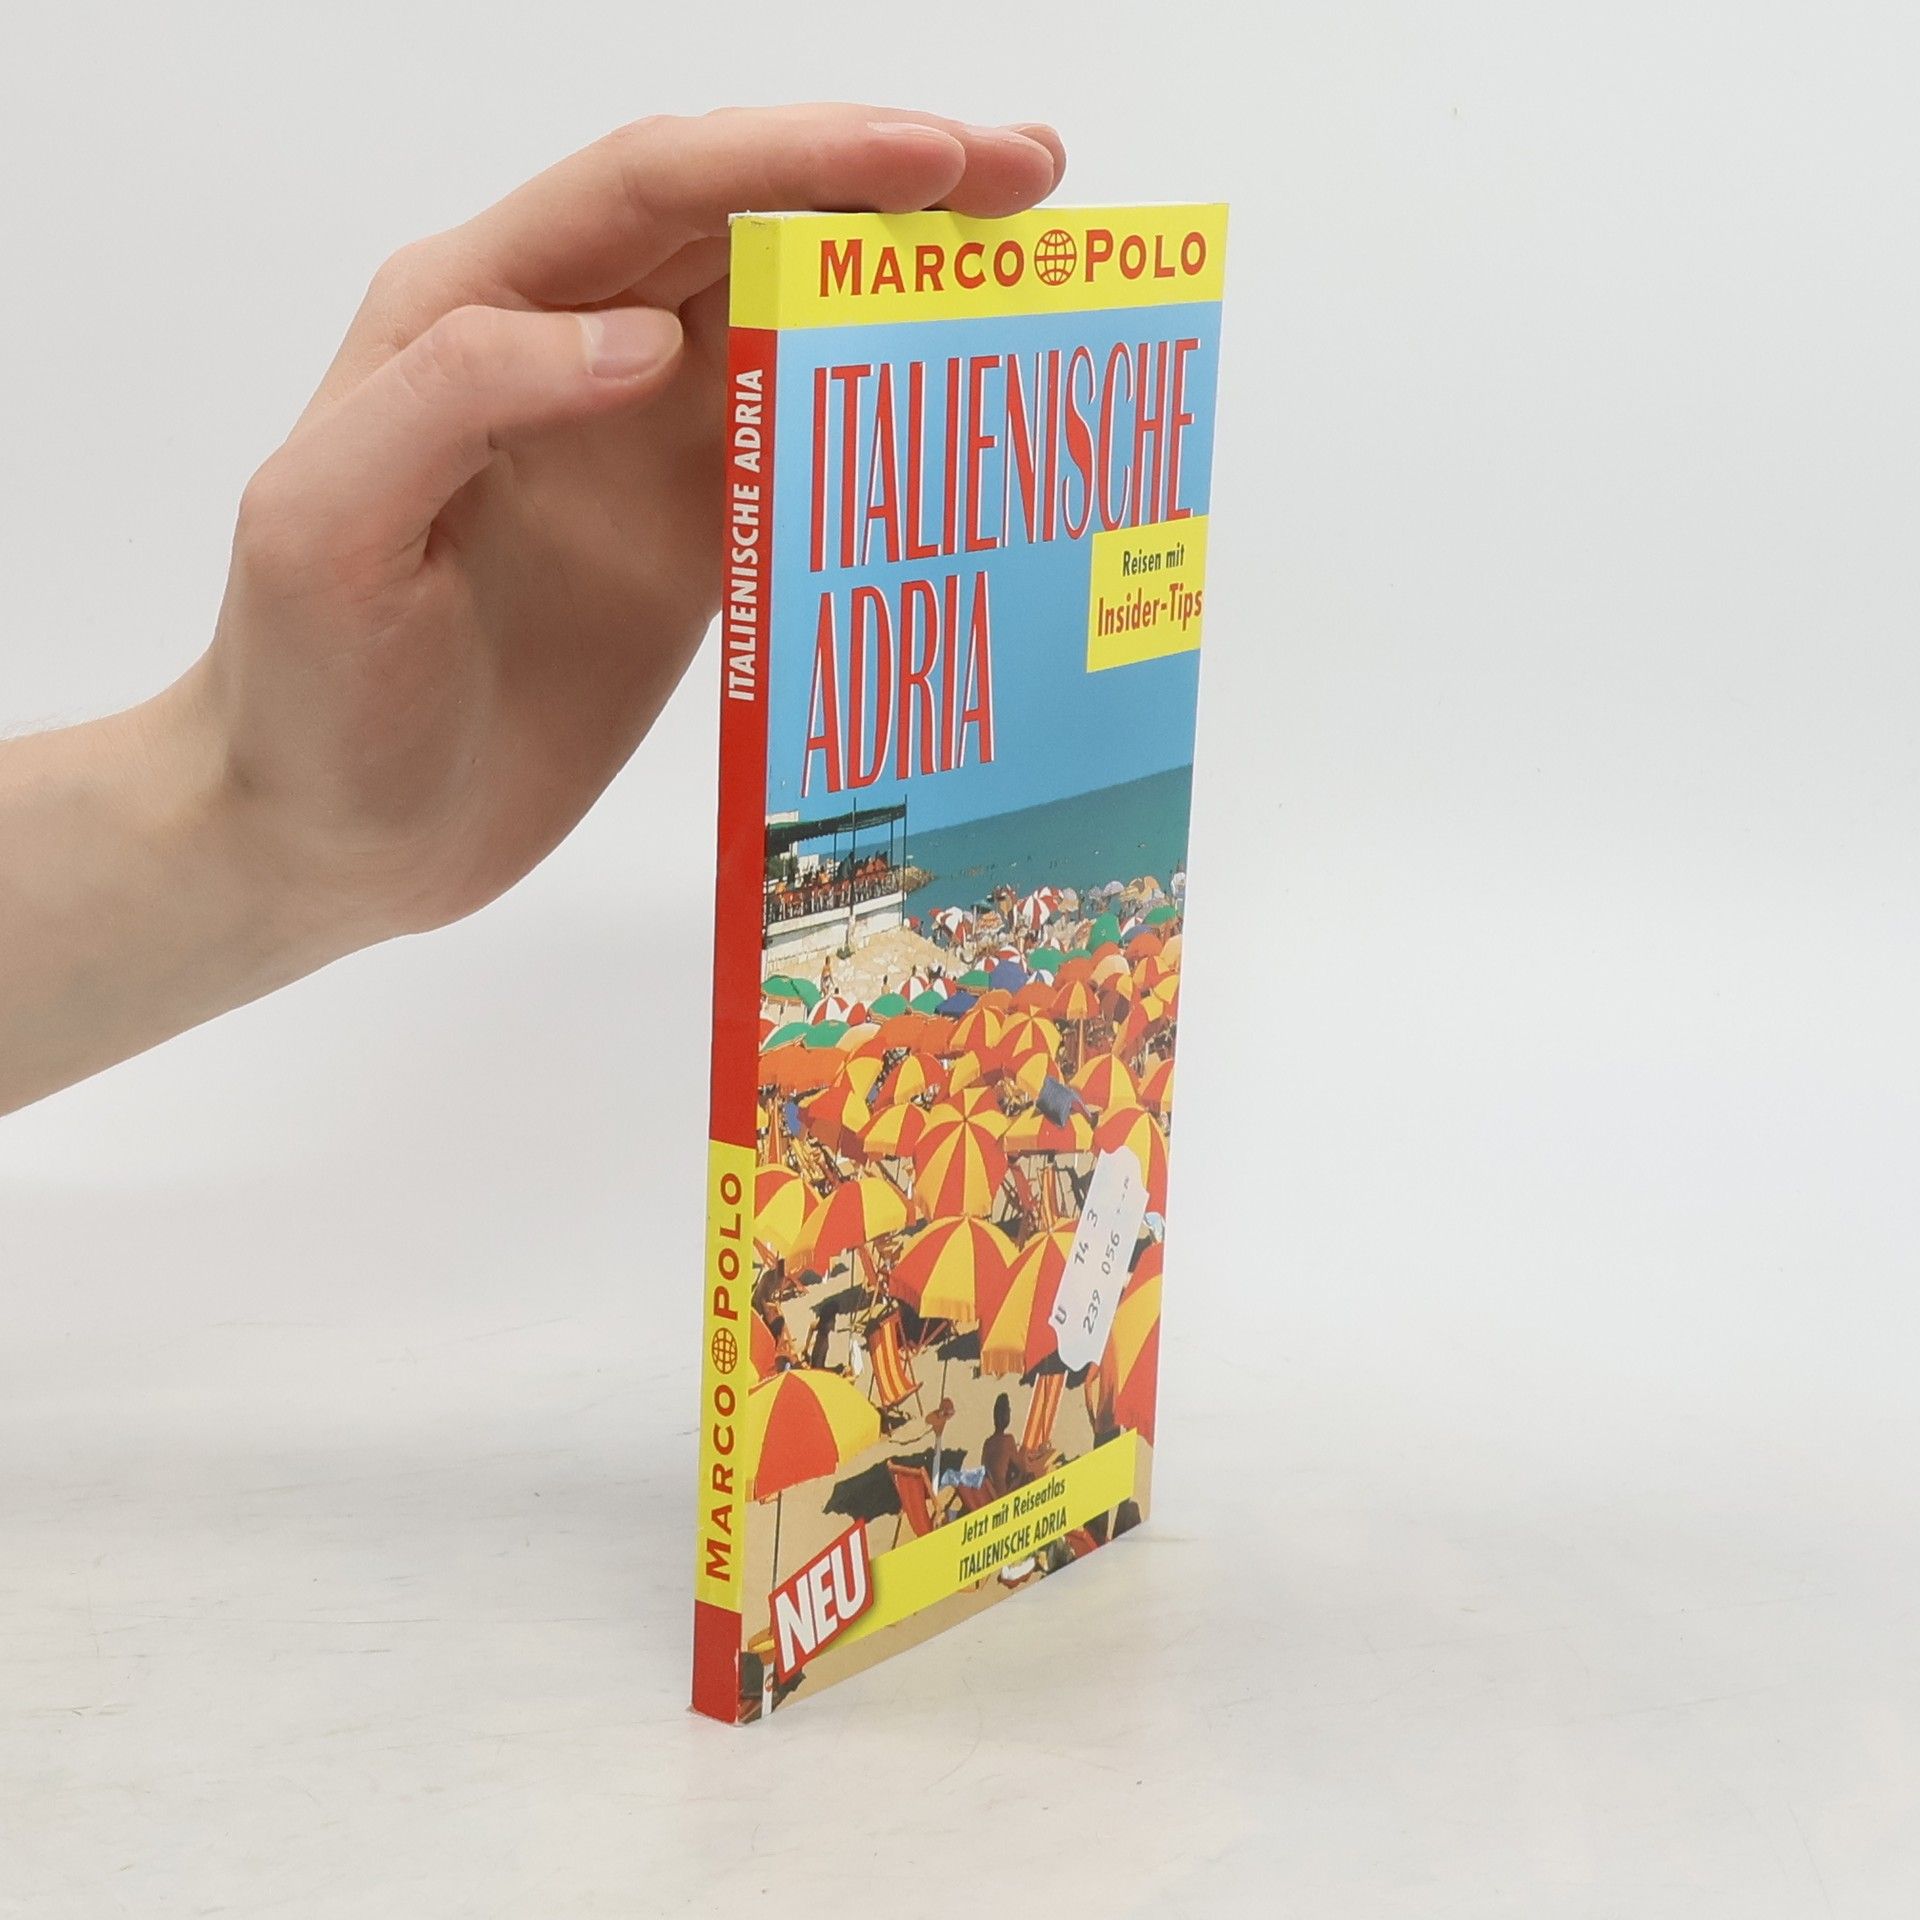 MARCO POLO
ITALIENISCHE
ADRIA
Reisen mit
Insider-Tips
U 14 3
239 056
Jetzt mit Reiseatlas
ITALIENISCHE ADRIA
NEU
ITALIENISCHE ADRIA
MARCO POLO